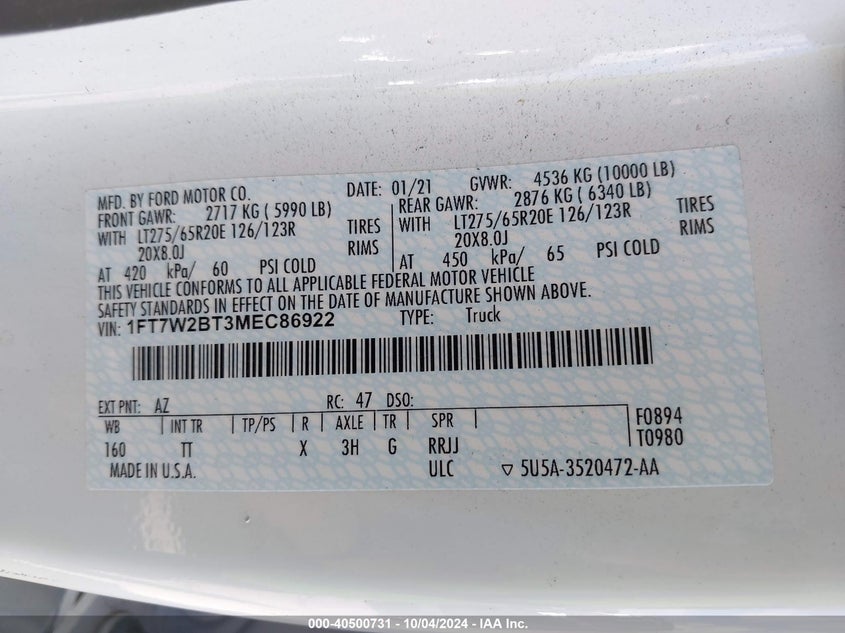 MFD. BY FORD MOTOR CO. DATE: 01/21 GVWR: 4536 KG (10000 LB)
FRONT GAWR: 2717 KG ( 5990 LB) REAR GAWR: 2876 KG ( 6340 LB)
WITH LT275/65R20E 126/123R TIRES WITH LT275/65R20E 126/123R TIRES
20X8.0J RIMS 20X8.0J RIMS
AT 420 kPa/ 60 PSI COLD AT 450 kPa/ 65 PSI COLD
THIS VEHICLE CONFORMS TO ALL APPLICABLE FEDERAL MOTOR VEHICLE
SAFETY STANDARDS IN EFFECT ON THE DATE OF MANUFACTURE SHOWN ABOVE.
VIN: 1FT7W2BT3MEC86922 TYPE: Truck
EXT PNT: AZ RC: 47 DSO:
WB INT TR TP/PS R AXLE TR SPR F0894
160 TT X 3H G RRJJ T0980
MADE IN U.S.A. ULC ▽ 5U5A-3520472-AA
000-40500731 - 10/04/2024 - IAA Inc.